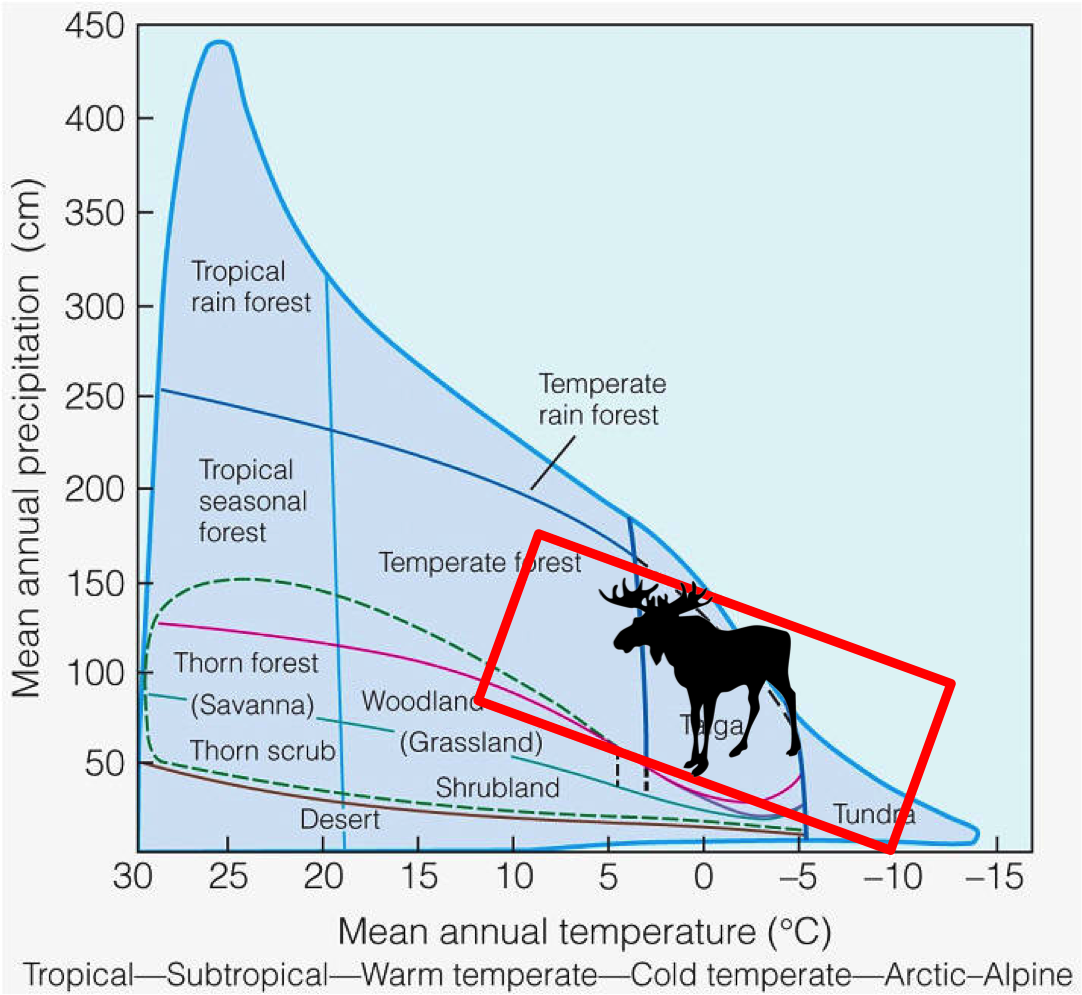 Mean annual precipitation (cm)
450
400
350
300
250
200
150
100
50
Tropical
rain forest
Temperate
rain forest
Tropical
seasonal
forest
Temperate forest
Thorn forest
(Savanna)
Woodland
(Grassland)
Thorn scrub
Shrubland
Desert
Taiga
Tundra
30 25 20 15 10 5 0 –5 –10 –15
Mean annual temperature (°C)
Tropical—Subtropical—Warm temperate—Cold temperate—Arctic–Alpine